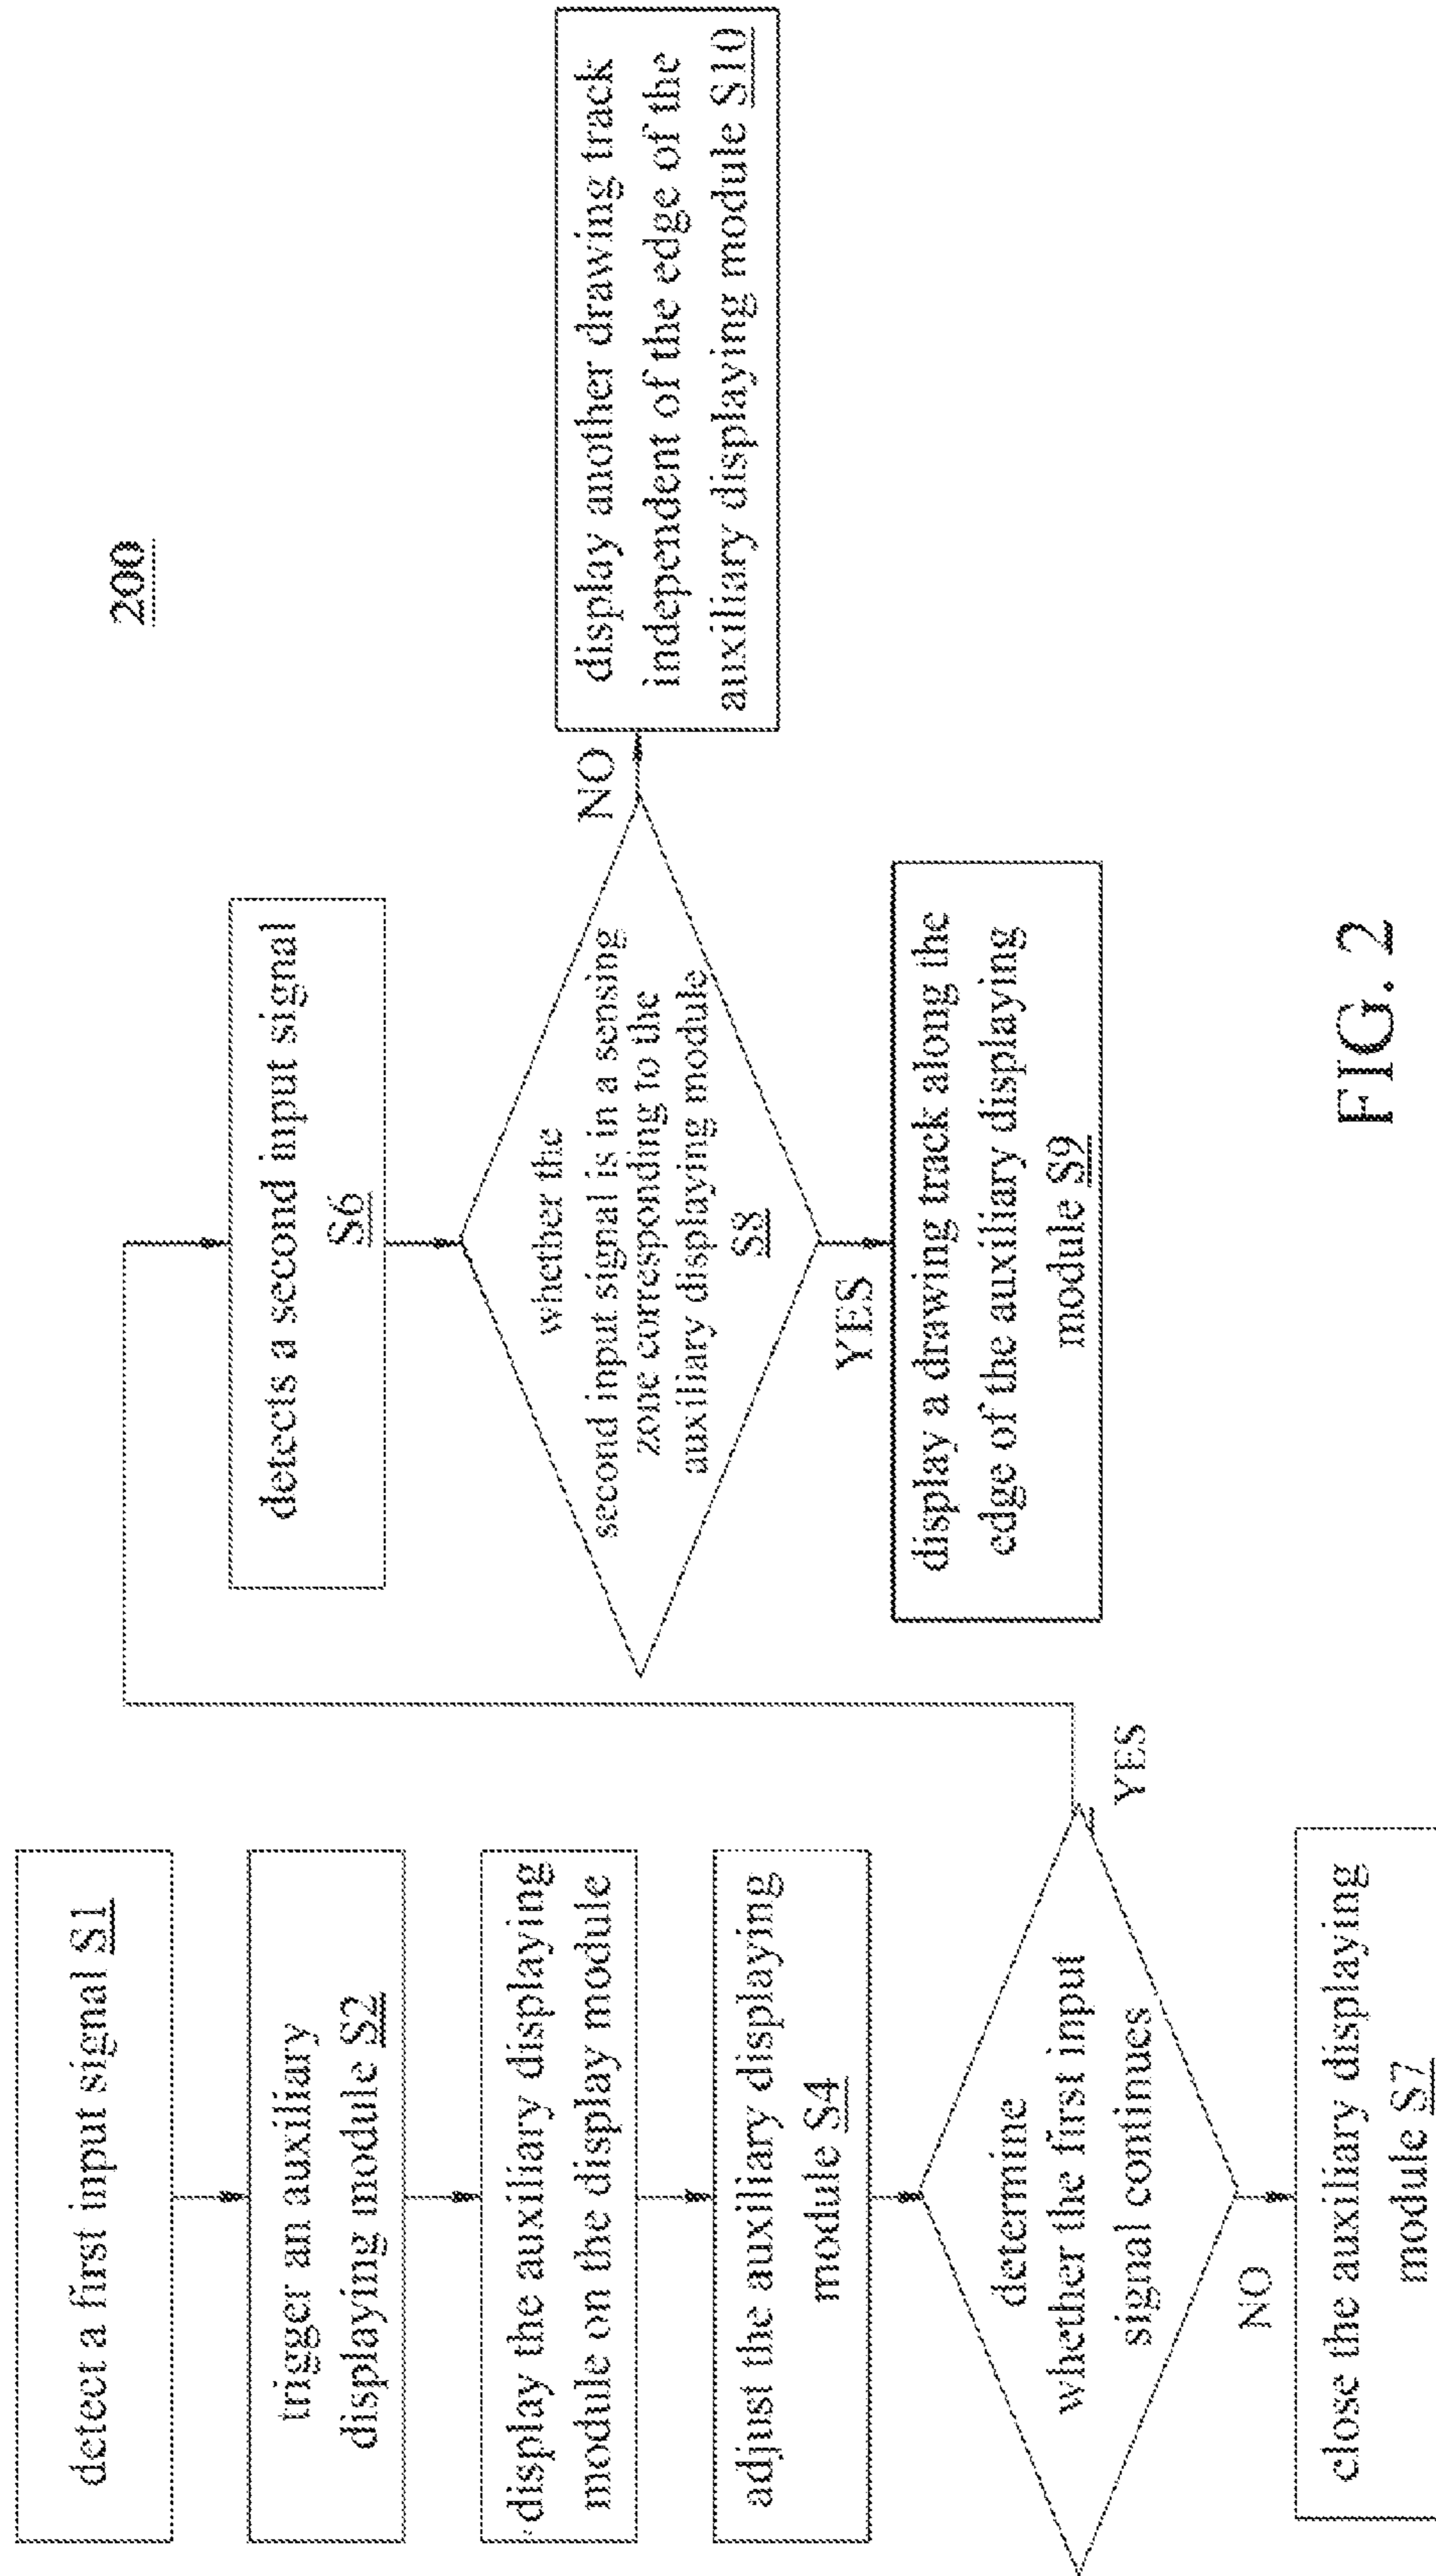 200
detect a first input signal S1
trigger an auxiliary
displaying module S2
display the auxiliary displaying
module on the display module
adjust the auxiliary displaying
module S4
determine
whether the first input
signal continues
YES
NO
close the auxiliary displaying
module S7
detects a second input signal
S6
whether the
second input signal is in a sensing
zone corresponding to the
auxiliary displaying module
S8
NO
YES
display a drawing track along the
edge of the auxiliary displaying
module S9
display another drawing track
independent of the edge of the
auxiliary displaying module S10
FIG. 2